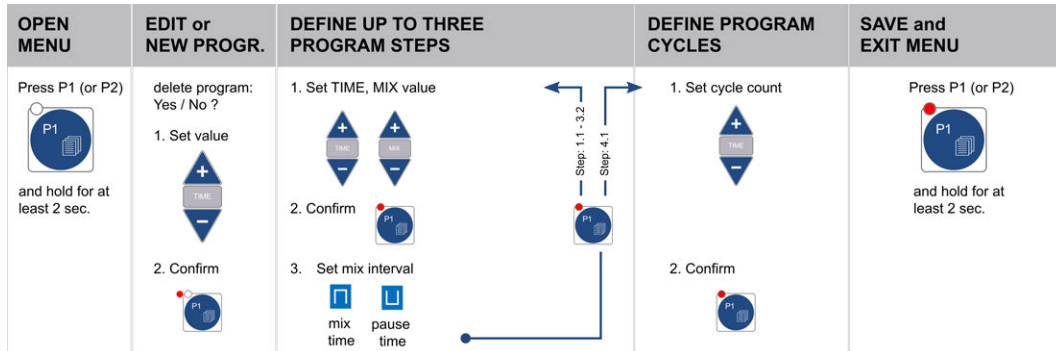 OPEN
MENU
EDIT or
NEW PROGR.
DEFINE UP TO THREE
PROGRAM STEPS
DEFINE PROGRAM
CYCLES
SAVE and
EXIT MENU
Press P1 (or P2)
P1
and hold for at
least 2 sec.
delete program:
Yes / No ?
1. Set value
+
TIME
−
2. Confirm
P1
1. Set TIME, MIX value
+ +
TIME MIX
− −
2. Confirm
P1
3. Set mix interval
mix
time
pause
time
Step: 1.1 - 3.2
Step: 4.1
P1
1. Set cycle count
+
TIME
−
2. Confirm
P1
Press P1 (or P2)
P1
and hold for at
least 2 sec.